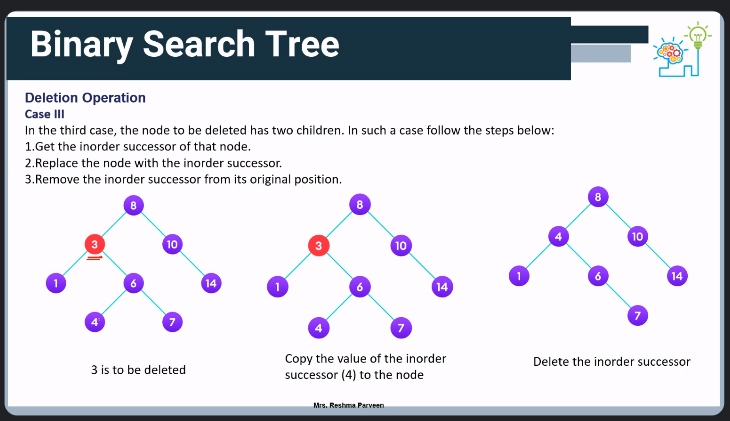 Binary Search Tree
Deletion Operation
Case III
In the third case, the node to be deleted has two children. In such a case follow the steps below:
1.Get the inorder successor of that node.
2.Replace the node with the inorder successor.
3.Remove the inorder successor from its original position.
8
3 10
1 6 14
4 7
3 is to be deleted
8
3 10
1 6 14
4 7
Copy the value of the inorder
successor (4) to the node
8
4 10
1 6 14
7
Delete the inorder successor
Mrs. Reshma Parveen